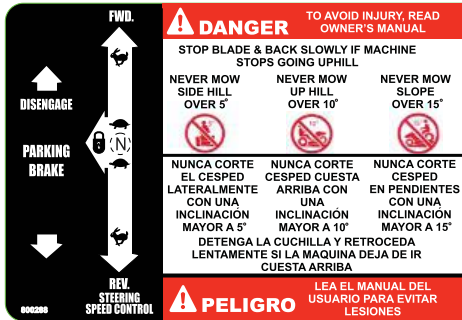 FWD.
DISENGAGE
PARKING
BRAKE
N
REV.
STEERING
SPEED CONTROL
600288
DANGER
TO AVOID INJURY, READ
OWNER'S MANUAL
STOP BLADE & BACK SLOWLY IF MACHINE
STOPS GOING UPHILL
NEVER MOW
SIDE HILL
OVER 5°
NEVER MOW
UP HILL
OVER 10°
NEVER MOW
SLOPE
OVER 15°
NUNCA CORTE
EL CESPED
LATERALMENTE
CON UNA
INCLINACIÓN
MAYOR A 5°
NUNCA CORTE
CESPED CUESTA
ARRIBA CON
UNA
INCLINACIÓN
MAYOR A 10°
NUNCA CORTE
CESPED
EN PENDIENTES
CON UNA
INCLINACIÓN
MAYOR A 15°
DETENGA LA CUCHILLA Y RETROCEDA
LENTAMENTE SI LA MAQUINA DEJA DE IR
CUESTA ARRIBA
PELIGRO
LEA EL MANUAL DEL
USUARIO PARA EVITAR
LESIONES